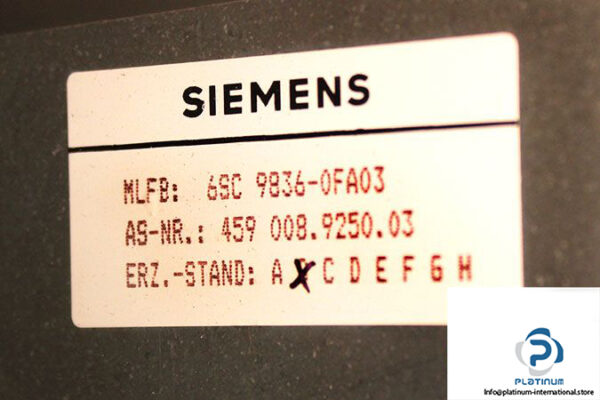 SIEMENS
MLFB: 6SC 9836-0FA03
AS-NR.: 459 008.9250.03
ERZ.-STAND: A X C D E F G H
PLATINUM
Info@platinum-international.store